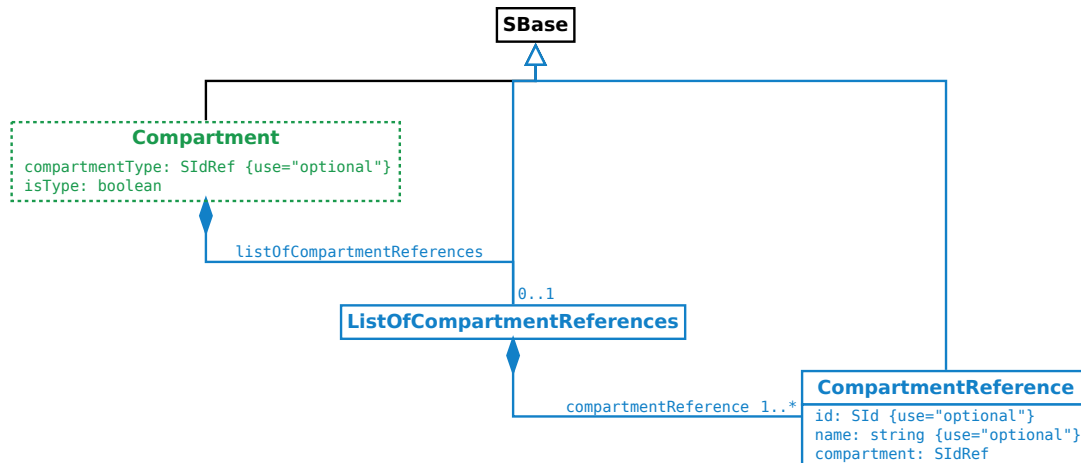 SBase
Compartment
compartmentType: SIdRef {use="optional"}
isType: boolean
listOfCompartmentReferences
0..1
ListOfCompartmentReferences
compartmentReference 1..*
CompartmentReference
id: SId {use="optional"}
name: string {use="optional"}
compartment: SIdRef